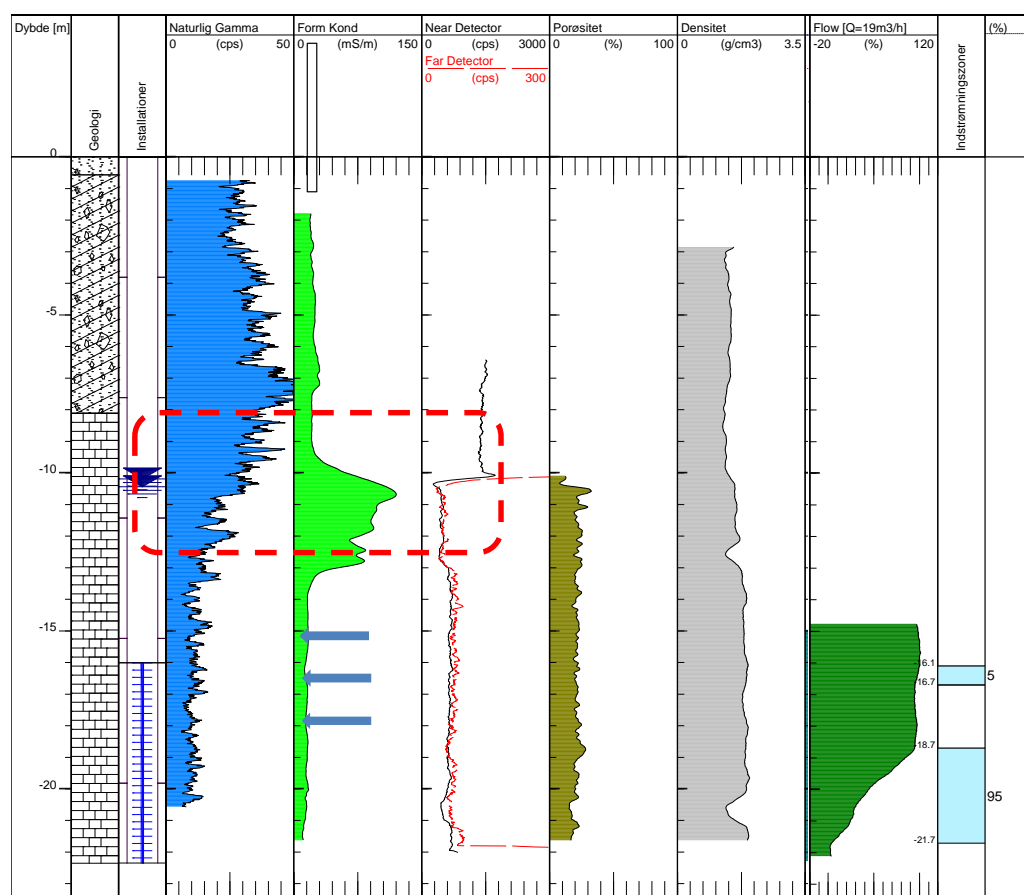 Dybde [m]
Geologi
Installationer
Naturlig Gamma
0 (cps) 50
Form Kond
0 (mS/m) 150
Near Detector
0 (cps) 3000
Far Detector
0 (cps) 300
Porøsitet
0 (%) 100
Densitet
0 (g/cm3) 3.5
Flow [Q=19m3/h]
-20 (%) 120
Indstrømningszoner
(%)
0
-5
-10
-15
-20
-16.1
-16.7
5
-18.7
95
-21.7